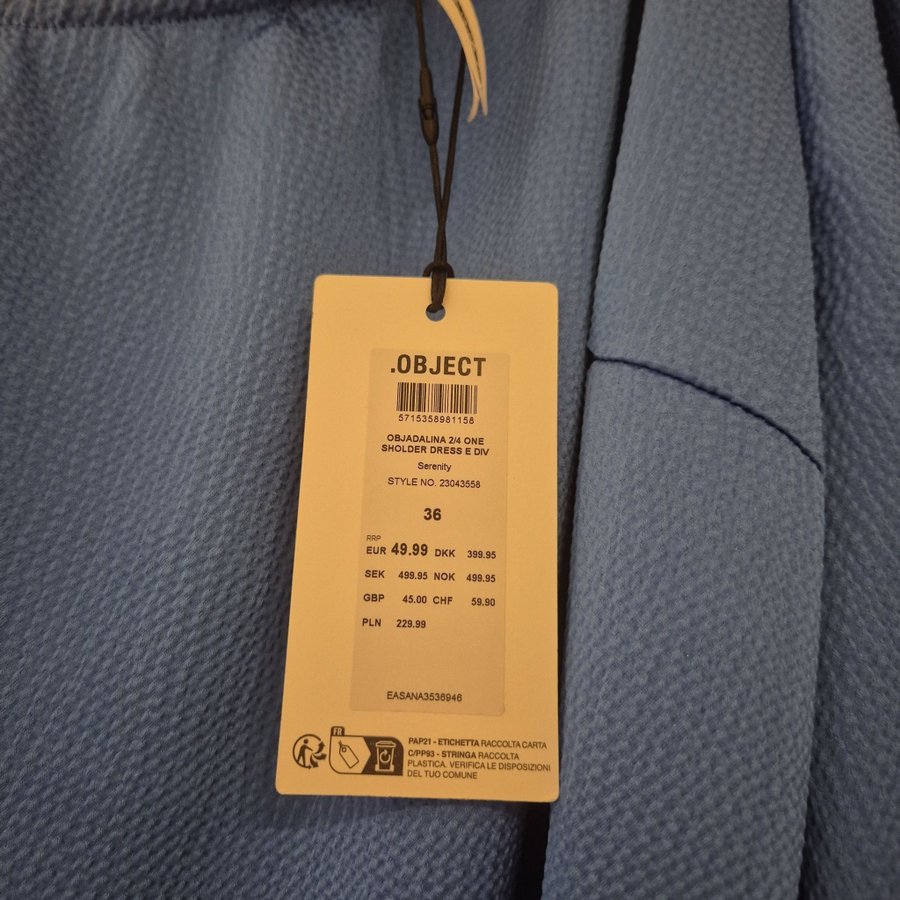 .OBJECT
5715358981158
OBJADALINA 2/4 ONE
SHOLDER DRESS E DIV
Serenity
STYLE NO. 23043558
36
RRP
EUR 49.99 DKK 399.95
SEK 499.95 NOK 499.95
GBP 45.00 CHF 59.90
PLN 229.99
EASANA3536946
FR
PAP21 - ETICHETTA RACCOLTA CARTA
C/PP93 - STRINGA RACCOLTA
PLASTICA. VERIFICA LE DISPOSIZIONI
DEL TUO COMUNE